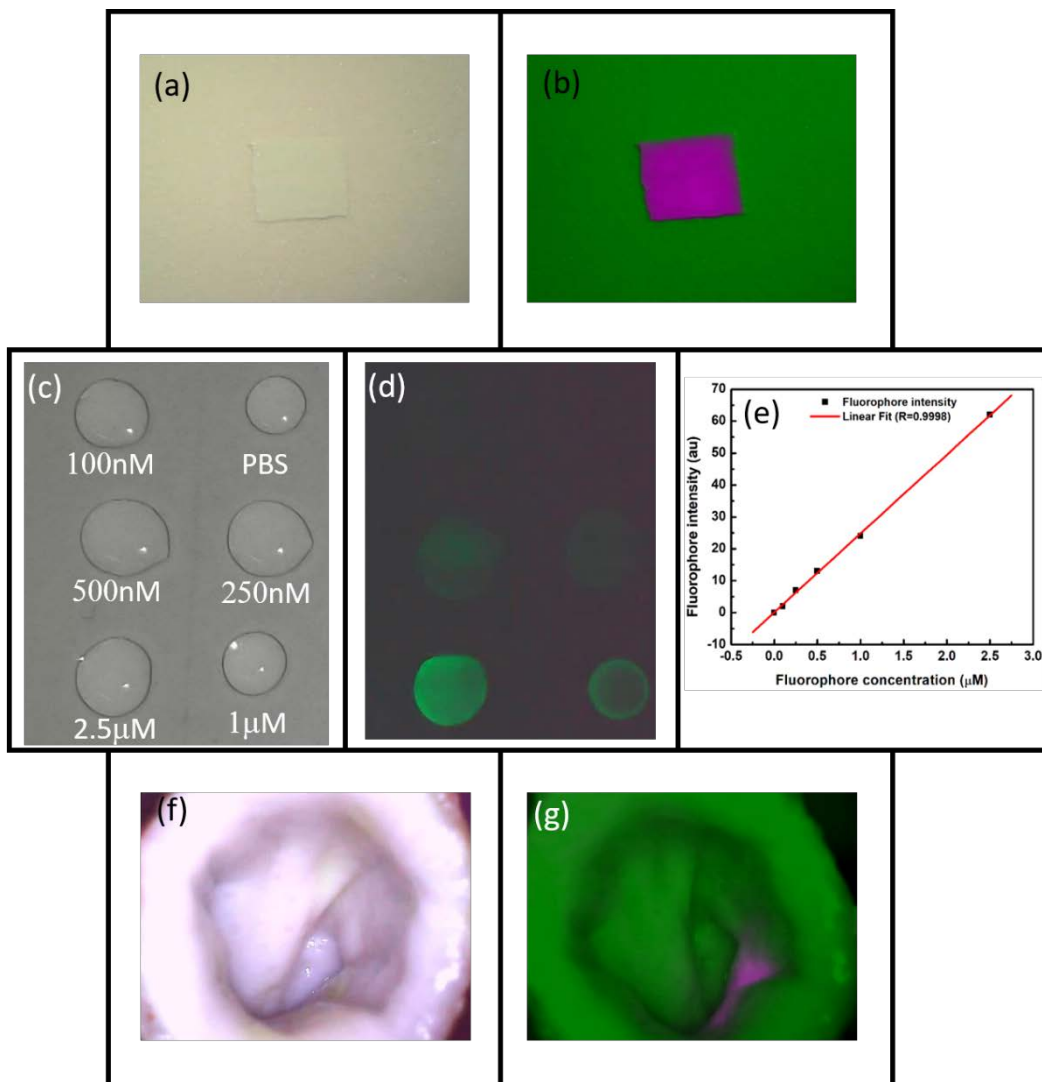 (a)
(b)
(c)
100nM
PBS
500nM
250nM
2.5μM
1μM
(d)
(e)
Fluorophore intensity
Linear Fit (R=0.9998)
Fluorophore intensity (au)
70
60
50
40
30
20
10
0
-10
-0.5
0.0
0.5
1.0
1.5
2.0
2.5
3.0
Fluorophore concentration (μM)
(f)
(g)